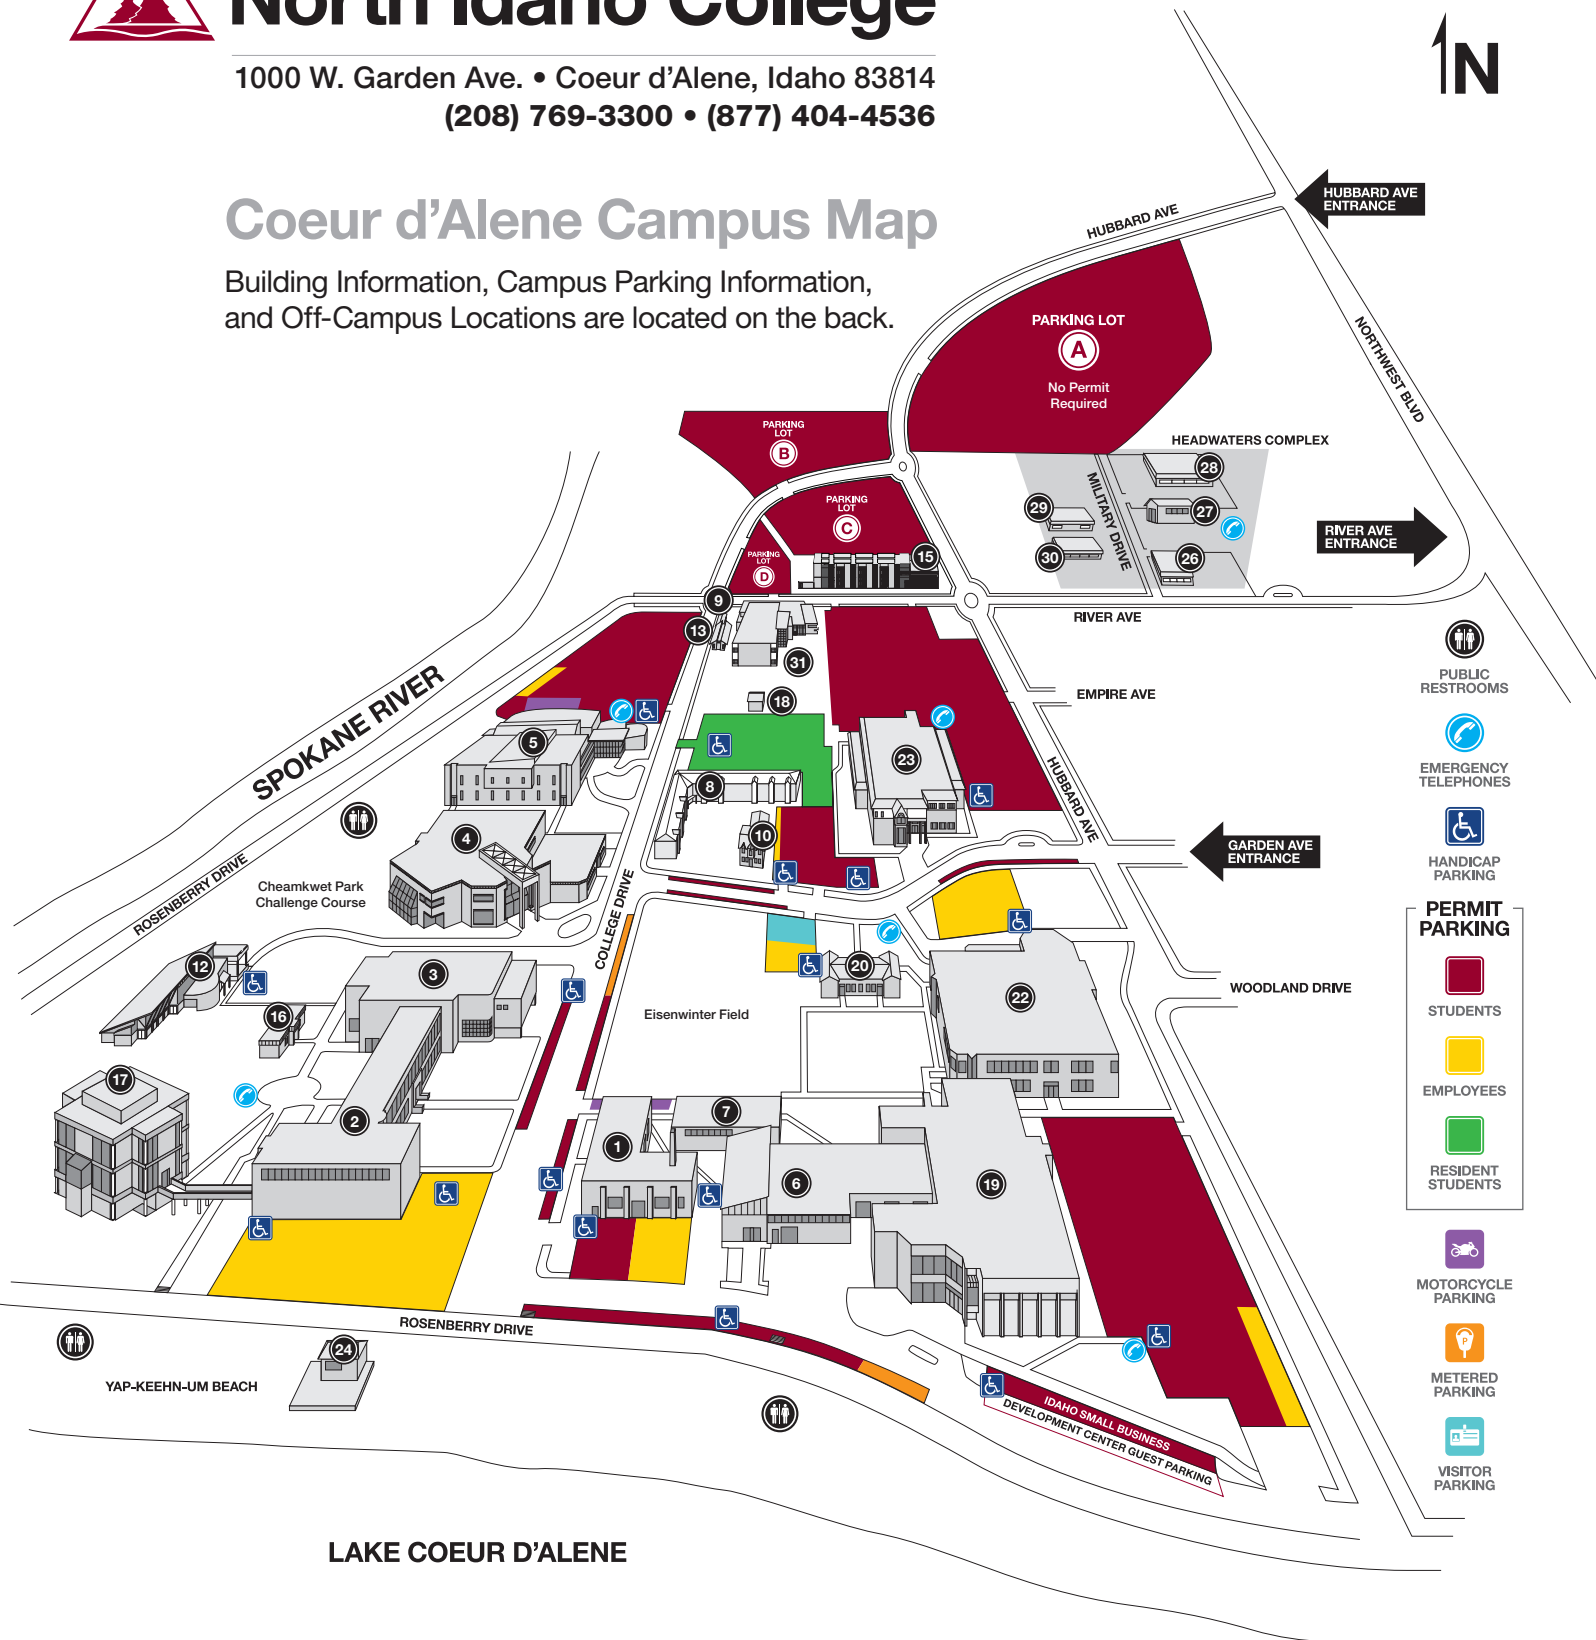 North Idaho College
1000 W. Garden Ave. • Coeur d'Alene, Idaho 83814
(208) 769-3300 • (877) 404-4536
N
Coeur d'Alene Campus Map
Building Information, Campus Parking Information,
and Off-Campus Locations are located on the back.
HUBBARD AVE
ENTRANCE
HUBBARD AVE
PARKING LOT
A
No Permit
Required
NORTHWEST BLVD
PARKING
LOT
B
HEADWATERS COMPLEX
28
MILITARY DRIVE
29
27
30
26
PARKING
LOT
C
RIVER AVE
ENTRANCE
PARKING
LOT
D
15
9
13
31
RIVER AVE
SPOKANE RIVER
18
EMPIRE AVE
5
23
8
HUBBARD AVE
4
10
GARDEN AVE
ENTRANCE
ROSENBERRY DRIVE
Cheamkwet Park
Challenge Course
COLLEGE DRIVE
12
3
20
22
WOODLAND DRIVE
16
Eisenwinter Field
17
2
7
1
6
19
ROSENBERRY DRIVE
24
YAP-KEEHN-UM BEACH
IDAHO SMALL BUSINESS
DEVELOPMENT CENTER GUEST PARKING
LAKE COEUR D'ALENE
PUBLIC
RESTROOMS
EMERGENCY
TELEPHONES
HANDICAP
PARKING
PERMIT
PARKING
STUDENTS
EMPLOYEES
RESIDENT
STUDENTS
MOTORCYCLE
PARKING
P
METERED
PARKING
VISITOR
PARKING